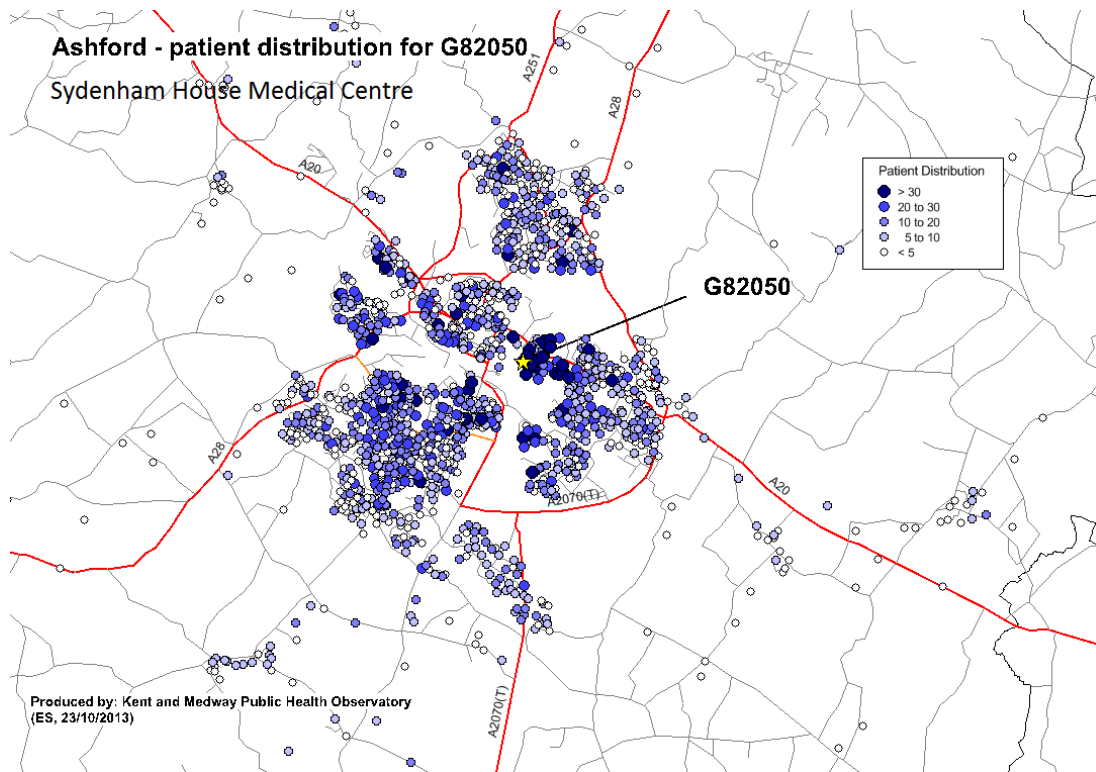 Ashford - patient distribution for G82050
Sydenham House Medical Centre
A251
A28
A20
Patient Distribution
> 30
20 to 30
10 to 20
5 to 10
< 5
G82050
A28
A20
A2070(T)
A2070(T)
Produced by: Kent and Medway Public Health Observatory
(ES, 23/10/2013)